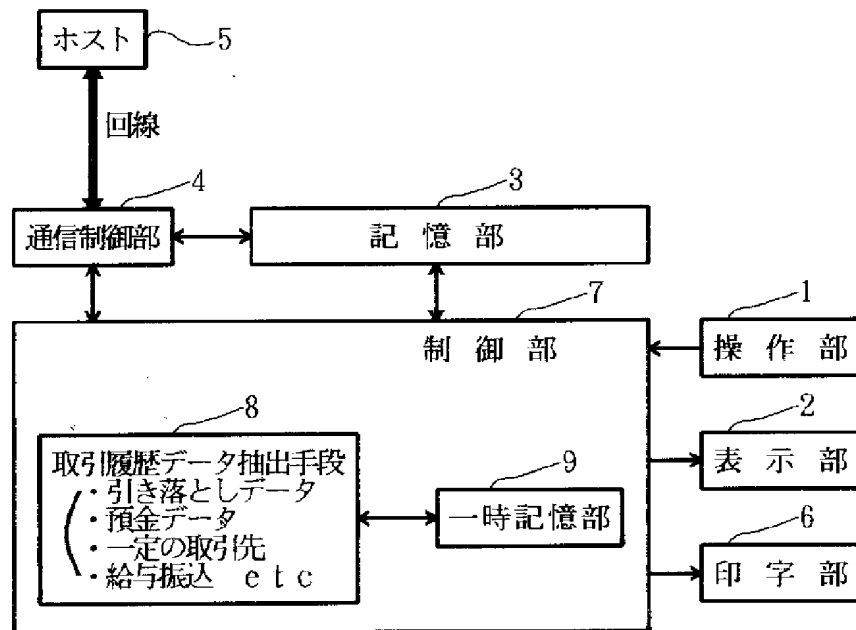 ホスト
5
回線
4
3
通信制御部
記憶部
7
1
制御部
操作部
8
2
取引履歴データ抽出手段
・引き落としデータ
・預金データ
・一定の取引先
・給与振込 etc
9
一時記憶部
表示部
6
印字部